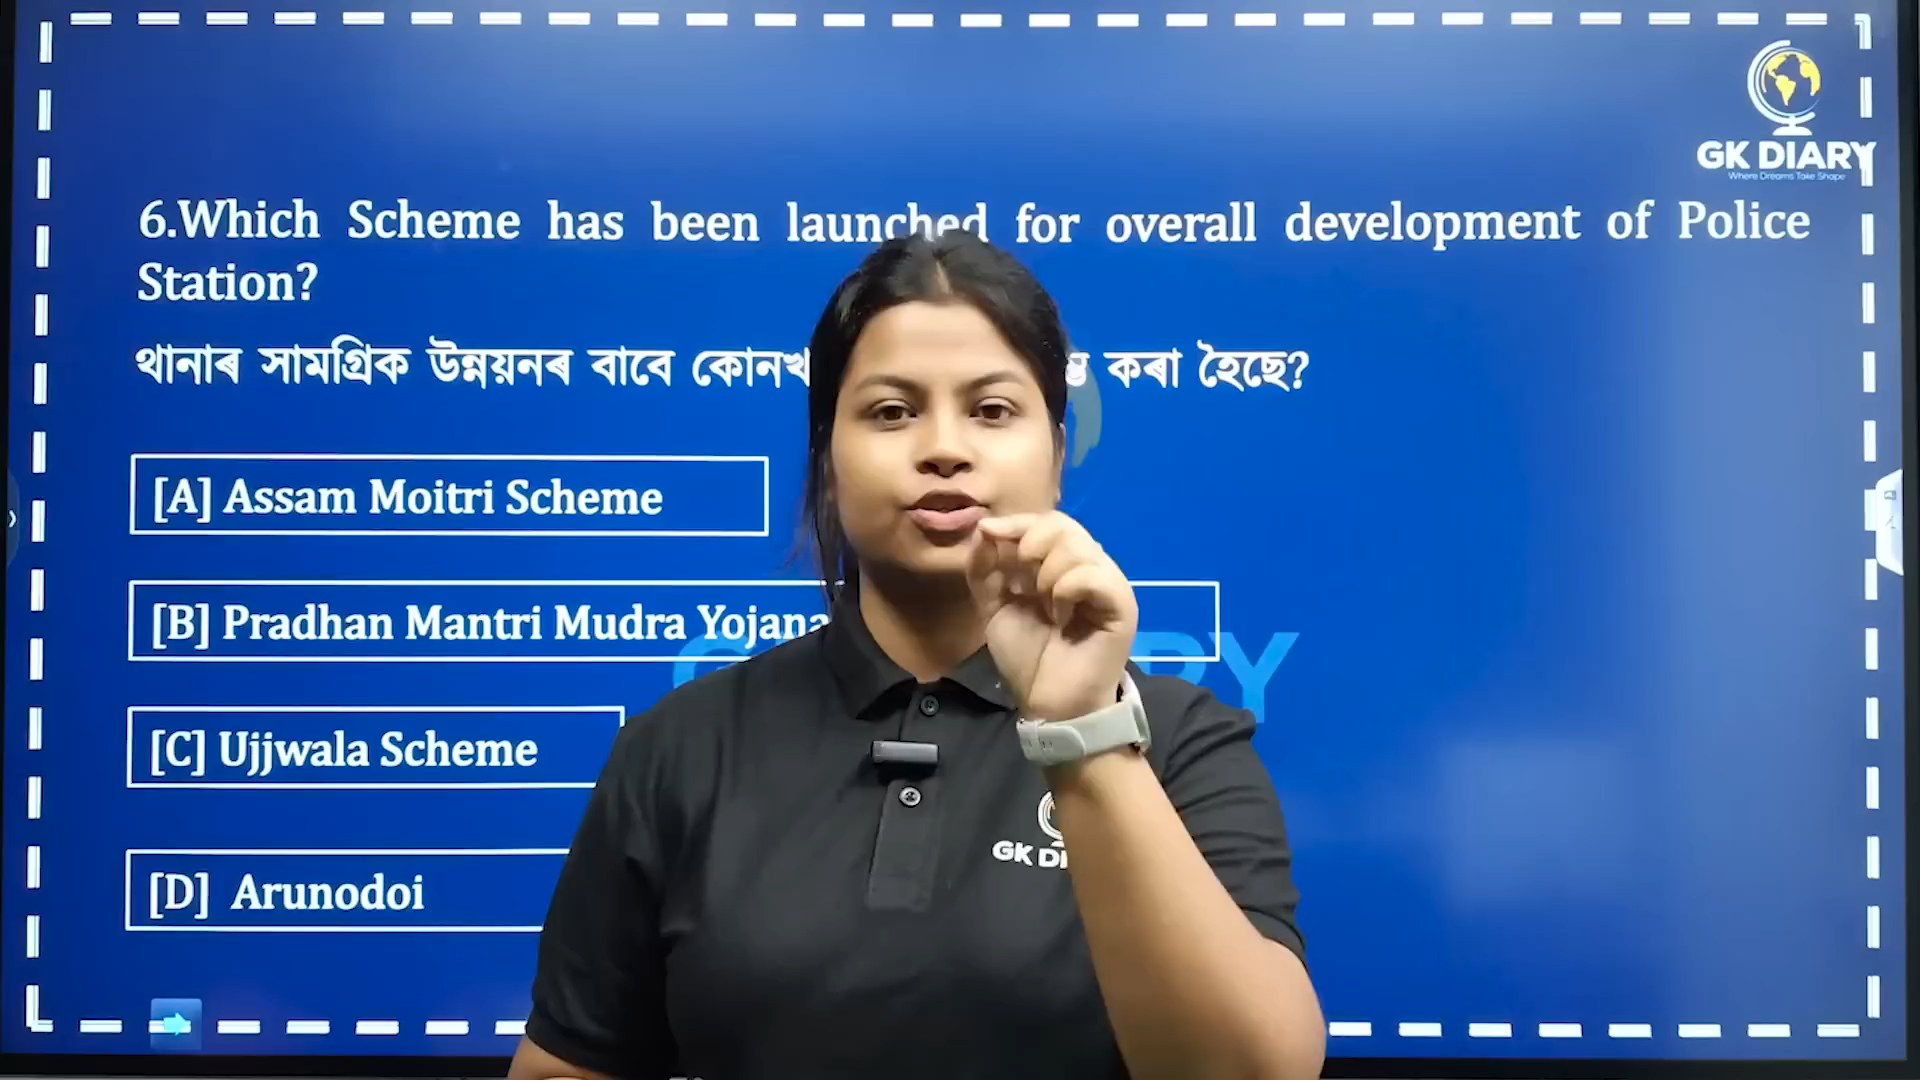 GK DIARY
Where Dreams Take Shape
6.Which Scheme has been launched for overall development of Police
Station?
থানাৰ সামগ্ৰিক উন্নয়নৰ বাবে কৰা হৈছে?
[A] Assam Moitri Scheme
[B] Pradhan Mantri Mudra Yojana
[C] Ujjwala Scheme
[D] Arunodoi
GK